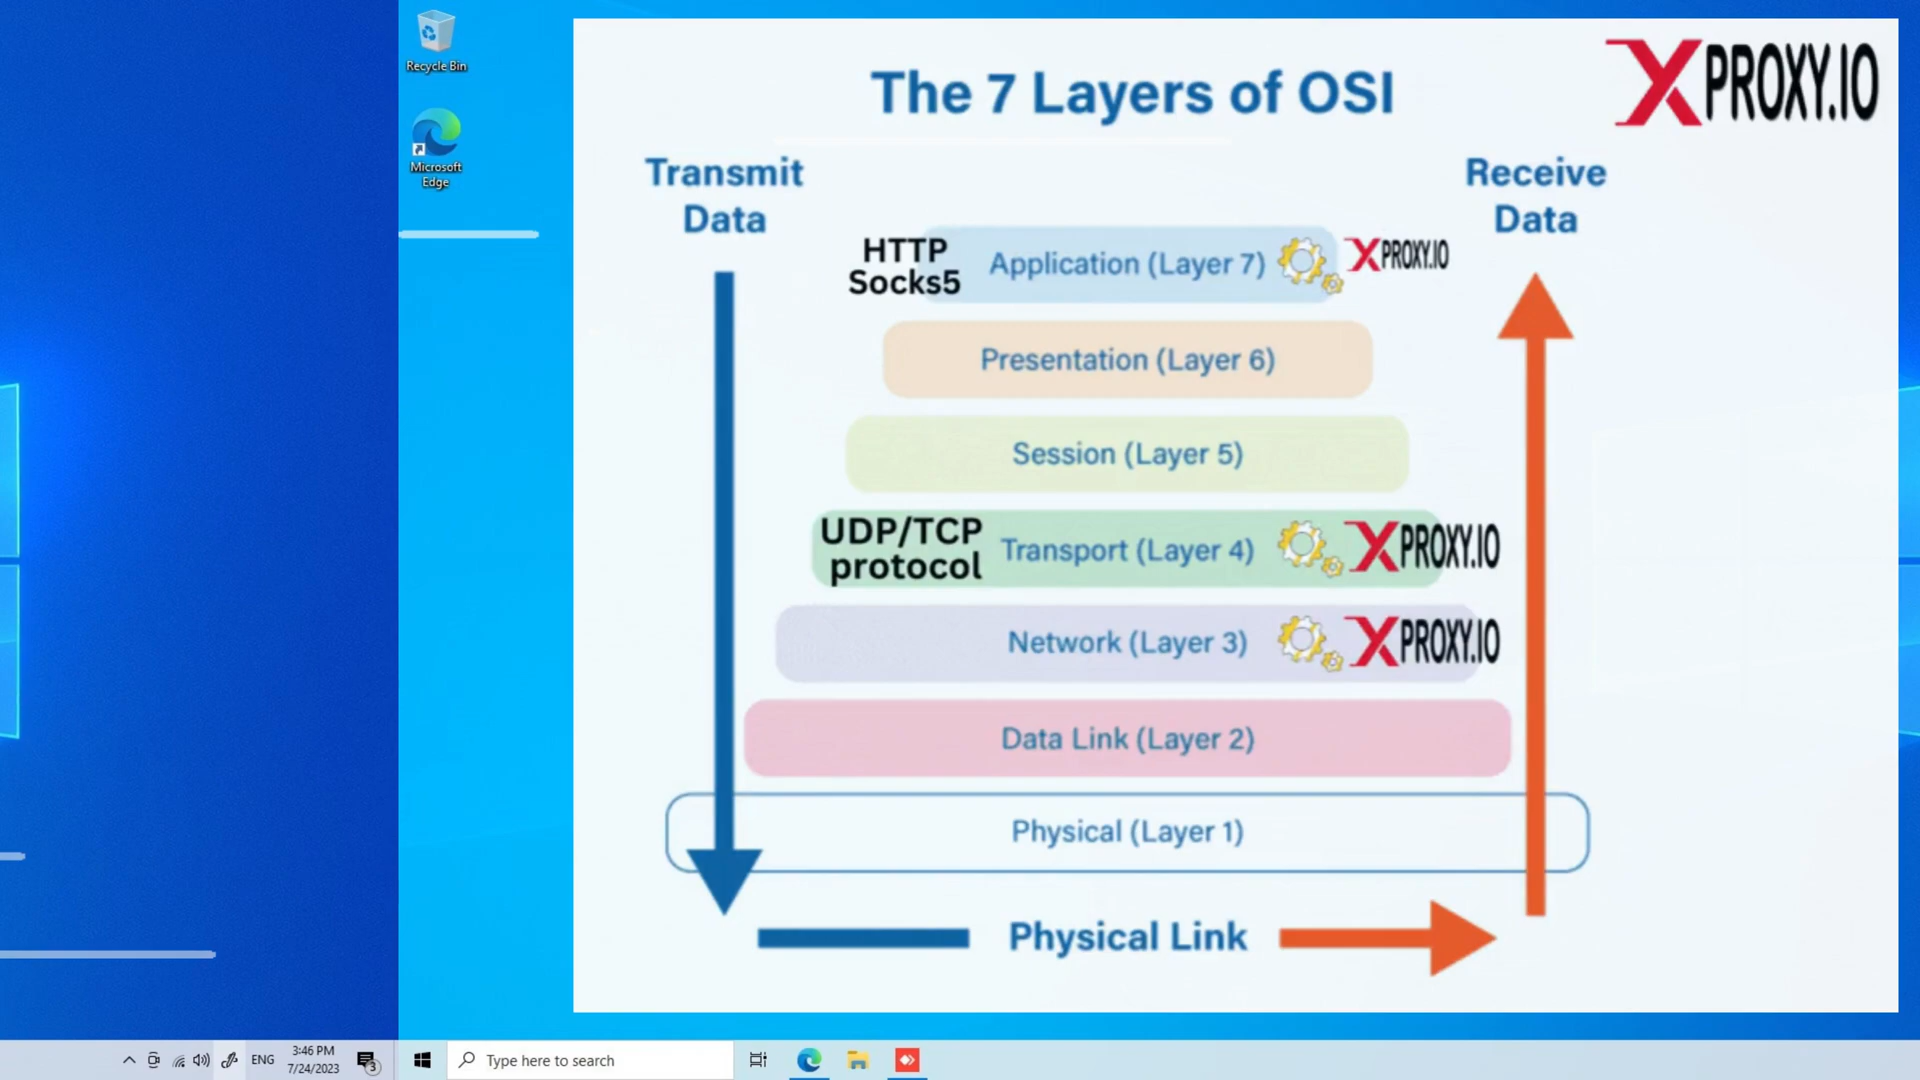 Recycle Bin
Microsoft
Edge
The 7 Layers of OSI
XPROXY.IO
Transmit
Data
Receive
Data
HTTP
Socks5
Application (Layer 7)
XPROXY.IO
Presentation (Layer 6)
Session (Layer 5)
UDP/TCP
protocol
Transport (Layer 4)
XPROXY.IO
Network (Layer 3)
XPROXY.IO
Data Link (Layer 2)
Physical (Layer 1)
Physical Link
ENG
3:46 PM
7/24/2023
3
Type here to search